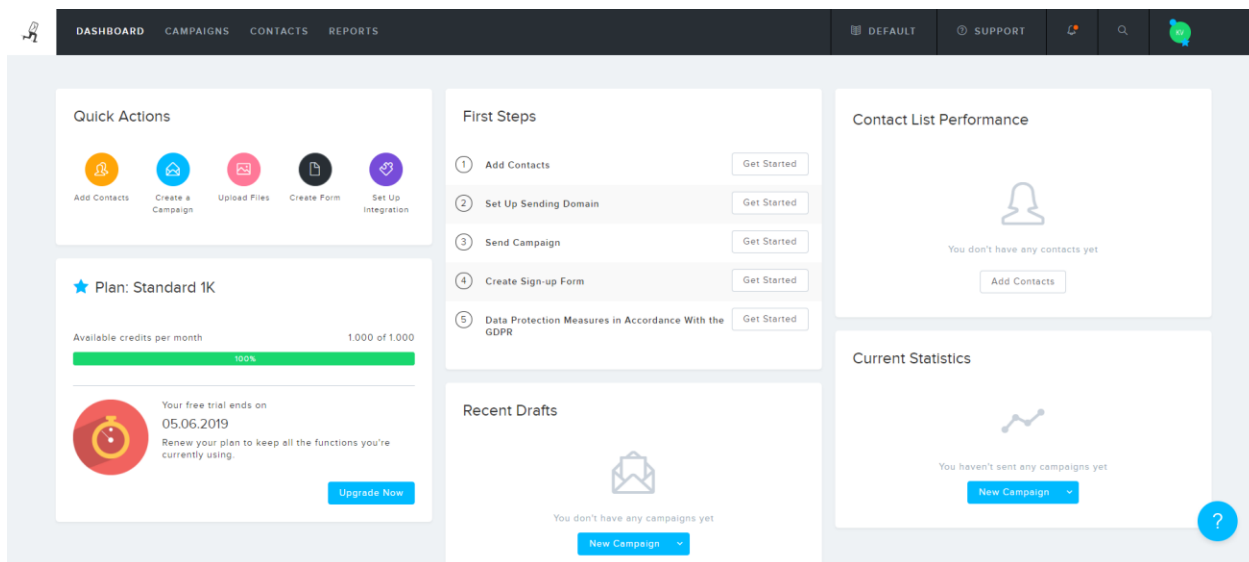 DASHBOARD CAMPAIGNS CONTACTS REPORTS DEFAULT SUPPORT KV
Quick Actions
Add Contacts
Create a
Campaign
Upload Files
Create Form
Set Up
Integration
Plan: Standard 1K
Available credits per month 1.000 of 1.000
100%
Your free trial ends on
05.06.2019
Renew your plan to keep all the functions you're
currently using.
Upgrade Now
First Steps
1 Add Contacts Get Started
2 Set Up Sending Domain Get Started
3 Send Campaign Get Started
4 Create Sign-up Form Get Started
5 Data Protection Measures in Accordance With the Get Started
GDPR
Recent Drafts
You don't have any campaigns yet
New Campaign
Contact List Performance
You don't have any contacts yet
Add Contacts
Current Statistics
You haven't sent any campaigns yet
New Campaign
?